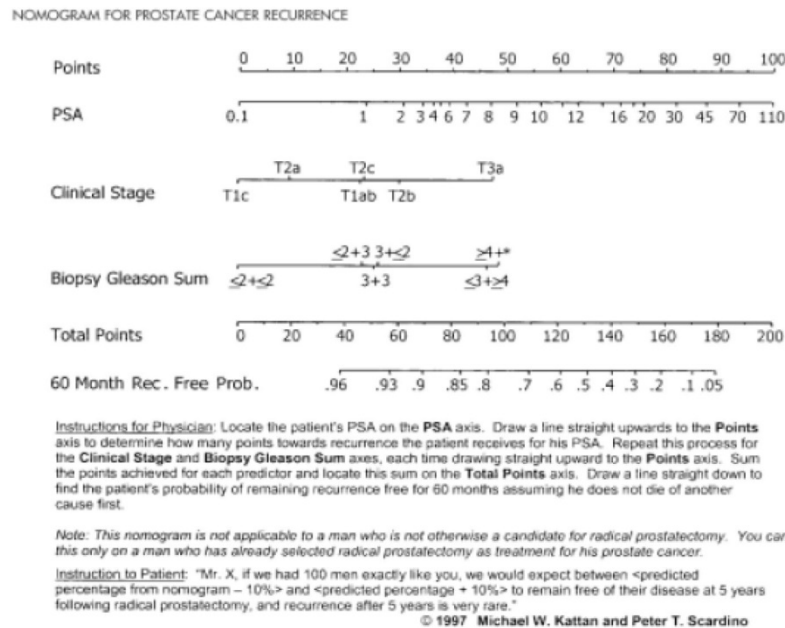 NOMOGRAM FOR PROSTATE CANCER RECURRENCE
Points 0 10 20 30 40 50 60 70 80 90 100
PSA 0.1 1 2 3 4 6 7 8 9 10 12 16 20 30 45 70 110
T2a T2c T3a
Clinical Stage T1c T1ab T2b
≤2+3 3+≤2 ≥4+*
Biopsy Gleason Sum ≤2+≤2 3+3 ≤3+≥4
Total Points 0 20 40 60 80 100 120 140 160 180 200
60 Month Rec. Free Prob. .96 .93 .9 .85 .8 .7 .6 .5 .4 .3 .2 .1 .05
Instructions for Physician: Locate the patient's PSA on the PSA axis. Draw a line straight upwards to the Points
axis to determine how many points towards recurrence the patient receives for his PSA. Repeat this process for
the Clinical Stage and Biopsy Gleason Sum axes, each time drawing straight upward to the Points axis. Sum
the points achieved for each predictor and locate this sum on the Total Points axis. Draw a line straight down to
find the patient's probability of remaining recurrence free for 60 months assuming he does not die of another
cause first.
Note: This nomogram is not applicable to a man who is not otherwise a candidate for radical prostatectomy. You can
this only on a man who has already selected radical prostatectomy as treatment for his prostate cancer.
Instruction to Patient: "Mr. X, if we had 100 men exactly like you, we would expect between <predicted
percentage from nomogram – 10%> and <predicted percentage + 10%> to remain free of their disease at 5 years
following radical prostatectomy, and recurrence after 5 years is very rare."
© 1997 Michael W. Kattan and Peter T. Scardino